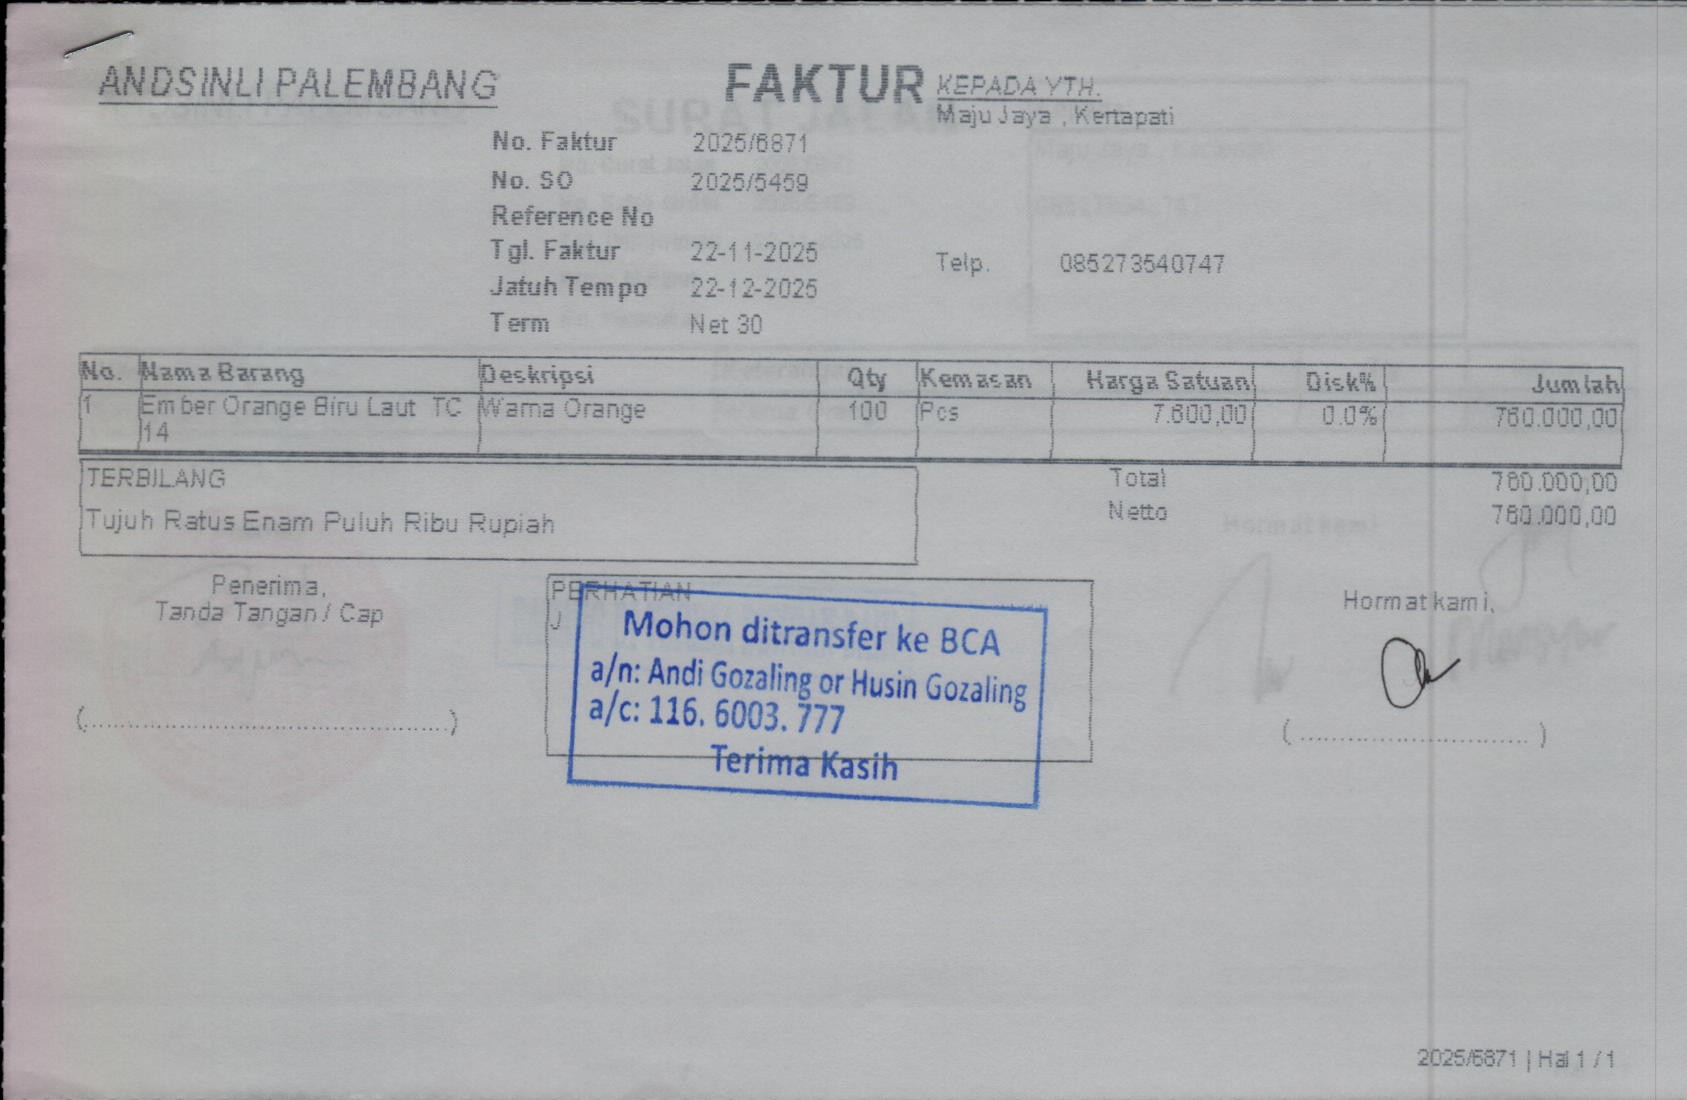 ANDSINLI PALEMBANG
FAKTUR
KEPADA YTH.
Maju Jaya , Kertapati
No. Faktur 2025/6871
No. SO 2025/5459
Reference No
Tgl. Faktur 22-11-2025
Telp. 085273540747
Jatuh Tempo 22-12-2025
Term Net 30
No. Nama Barang Deskripsi Qty Kemasan Harga Satuan Disk% Jumlah
1 Ember Orange Biru Laut TC Warna Orange 100 Pcs 7.600,00 0.0% 760.000,00
14
TERBILANG Total 760.000,00
Tujuh Ratus Enam Puluh Ribu Rupiah Netto 760.000,00
Penerima,
Tanda Tangan / Cap
PERHATIAN
J
Mohon ditransfer ke BCA
a/n: Andi Gozaling or Husin Gozaling
a/c: 116. 6003. 777
Terima Kasih
Hormat kami,
SURAT JALAN
Hormat kami
2025/6871 | Hal 1 / 1